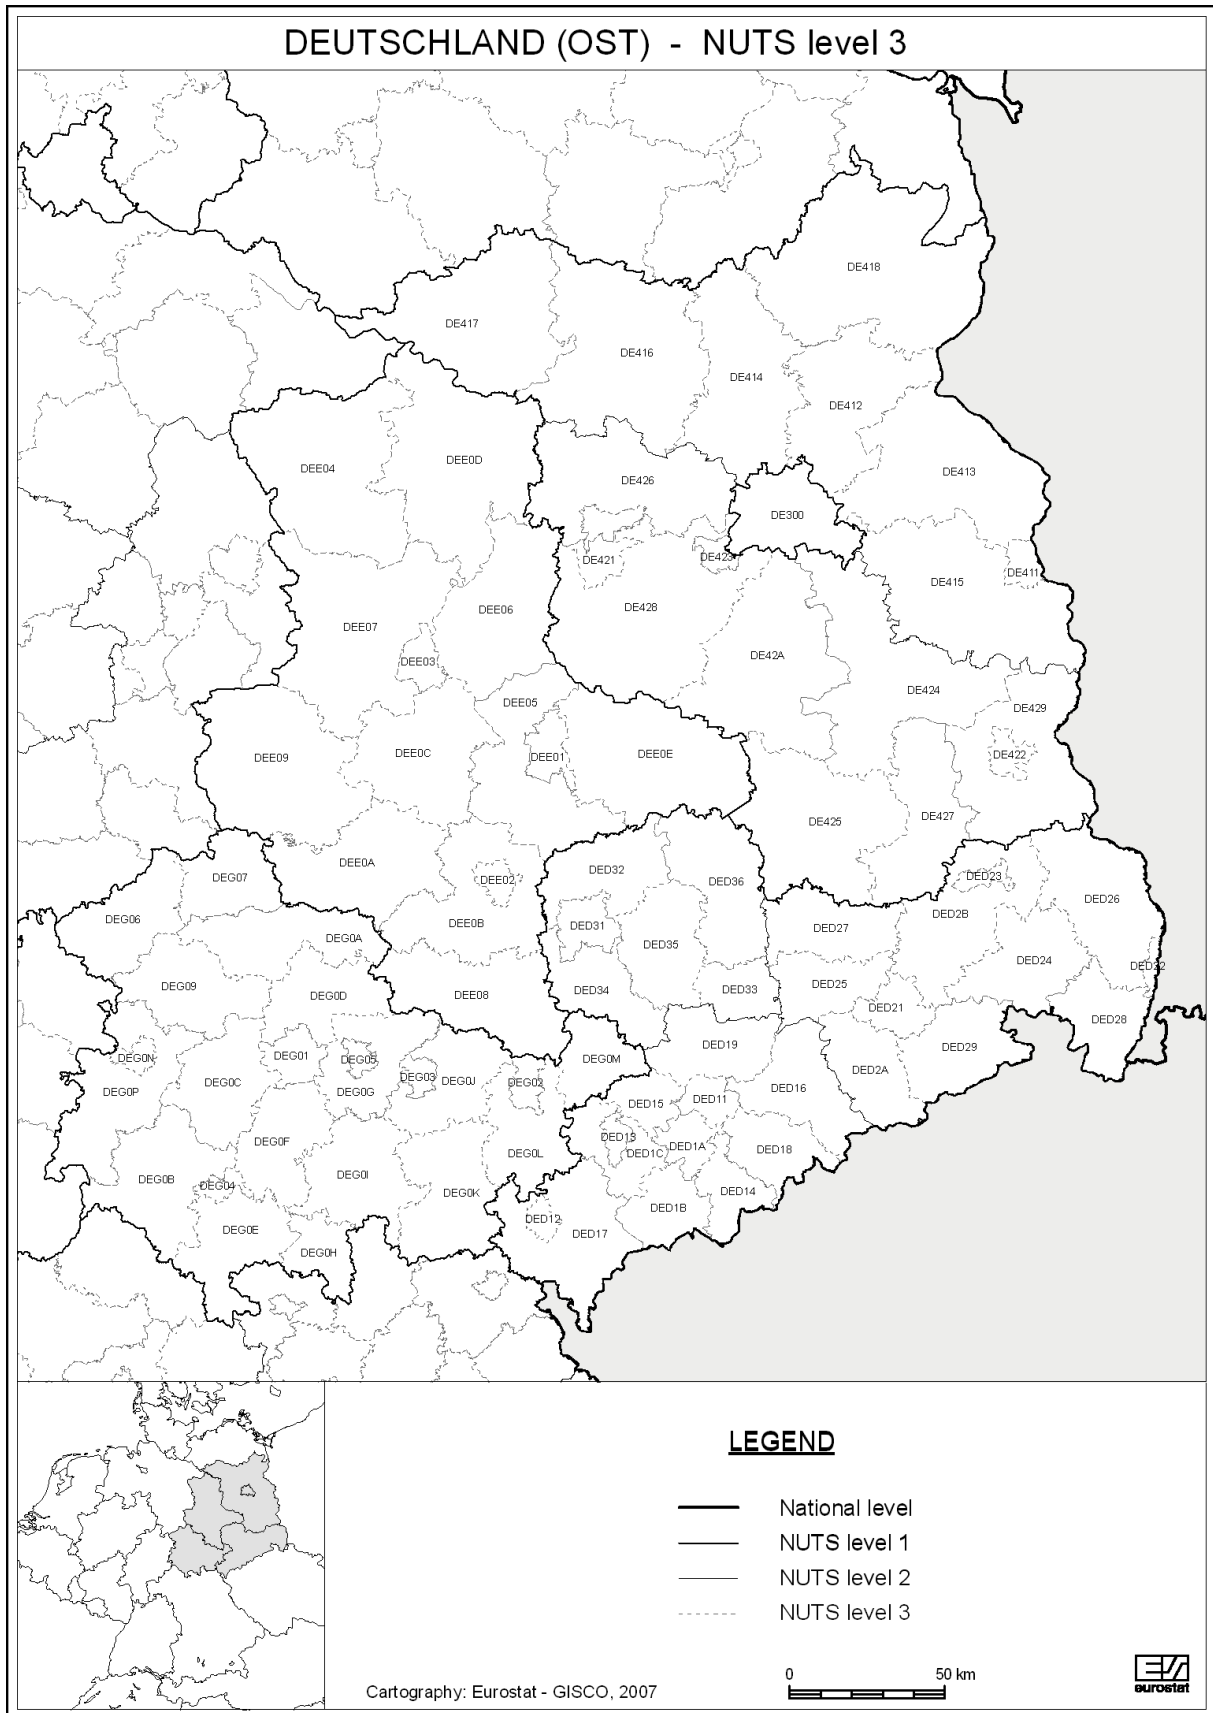 DEUTSCHLAND (OST) - NUTS level 3
DE418
DE417
DE416
DE414
DE412
DEE04
DEE0D
DE426
DE413
DE300
DE421
DE423
DE415
DE411
DEE06
DE428
DEE07
DEE03
DE42A
DE424
DEE05
DE429
DEE09
DEE0C
DEE01
DEE0E
DE422
DE425
DE427
DEE0A
DED32
DEG07
DEE02
DED36
DED23
DEG06
DEE0B
DED31
DED2B
DED26
DEG0A
DED35
DED27
DED24
DED22
DEG09
DEG0D
DEE08
DED34
DED33
DED25
DED21
DED28
DEG0N
DEG01
DEG05
DEG0M
DED19
DED29
DEG0P
DEG0C
DEG0G
DEG03
DEG0J
DEG02
DED2A
DED16
DED15
DED11
DEG0F
DED13
DED1C
DED1A
DED18
DEG0B
DEG04
DEG0I
DEG0L
DEG0K
DED14
DED1B
DEG0E
DEG0H
DED12
DED17
LEGEND
National level
NUTS level 1
NUTS level 2
NUTS level 3
0 50 km
Cartography: Eurostat - GISCO, 2007
eurostat